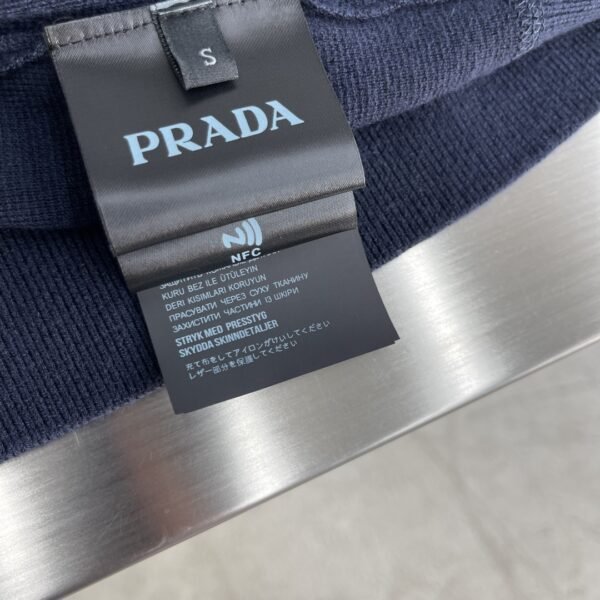 S
PRADA
NFC
KURU BEZ ILE ÜTÜLEYIN
DERI KISIMLARI KORUYUN
ПРАСУВАТИ ЧЕРЕЗ СУХУ ТКАНИНУ
ЗАХИСТИТИ ЧАСТИНИ ІЗ ШКІРИ
STRYK MED PRESSTYG
SKYDDA SKINNDETALJER
充て布をしてアイロンがけしてください
レザー部分を保護してください